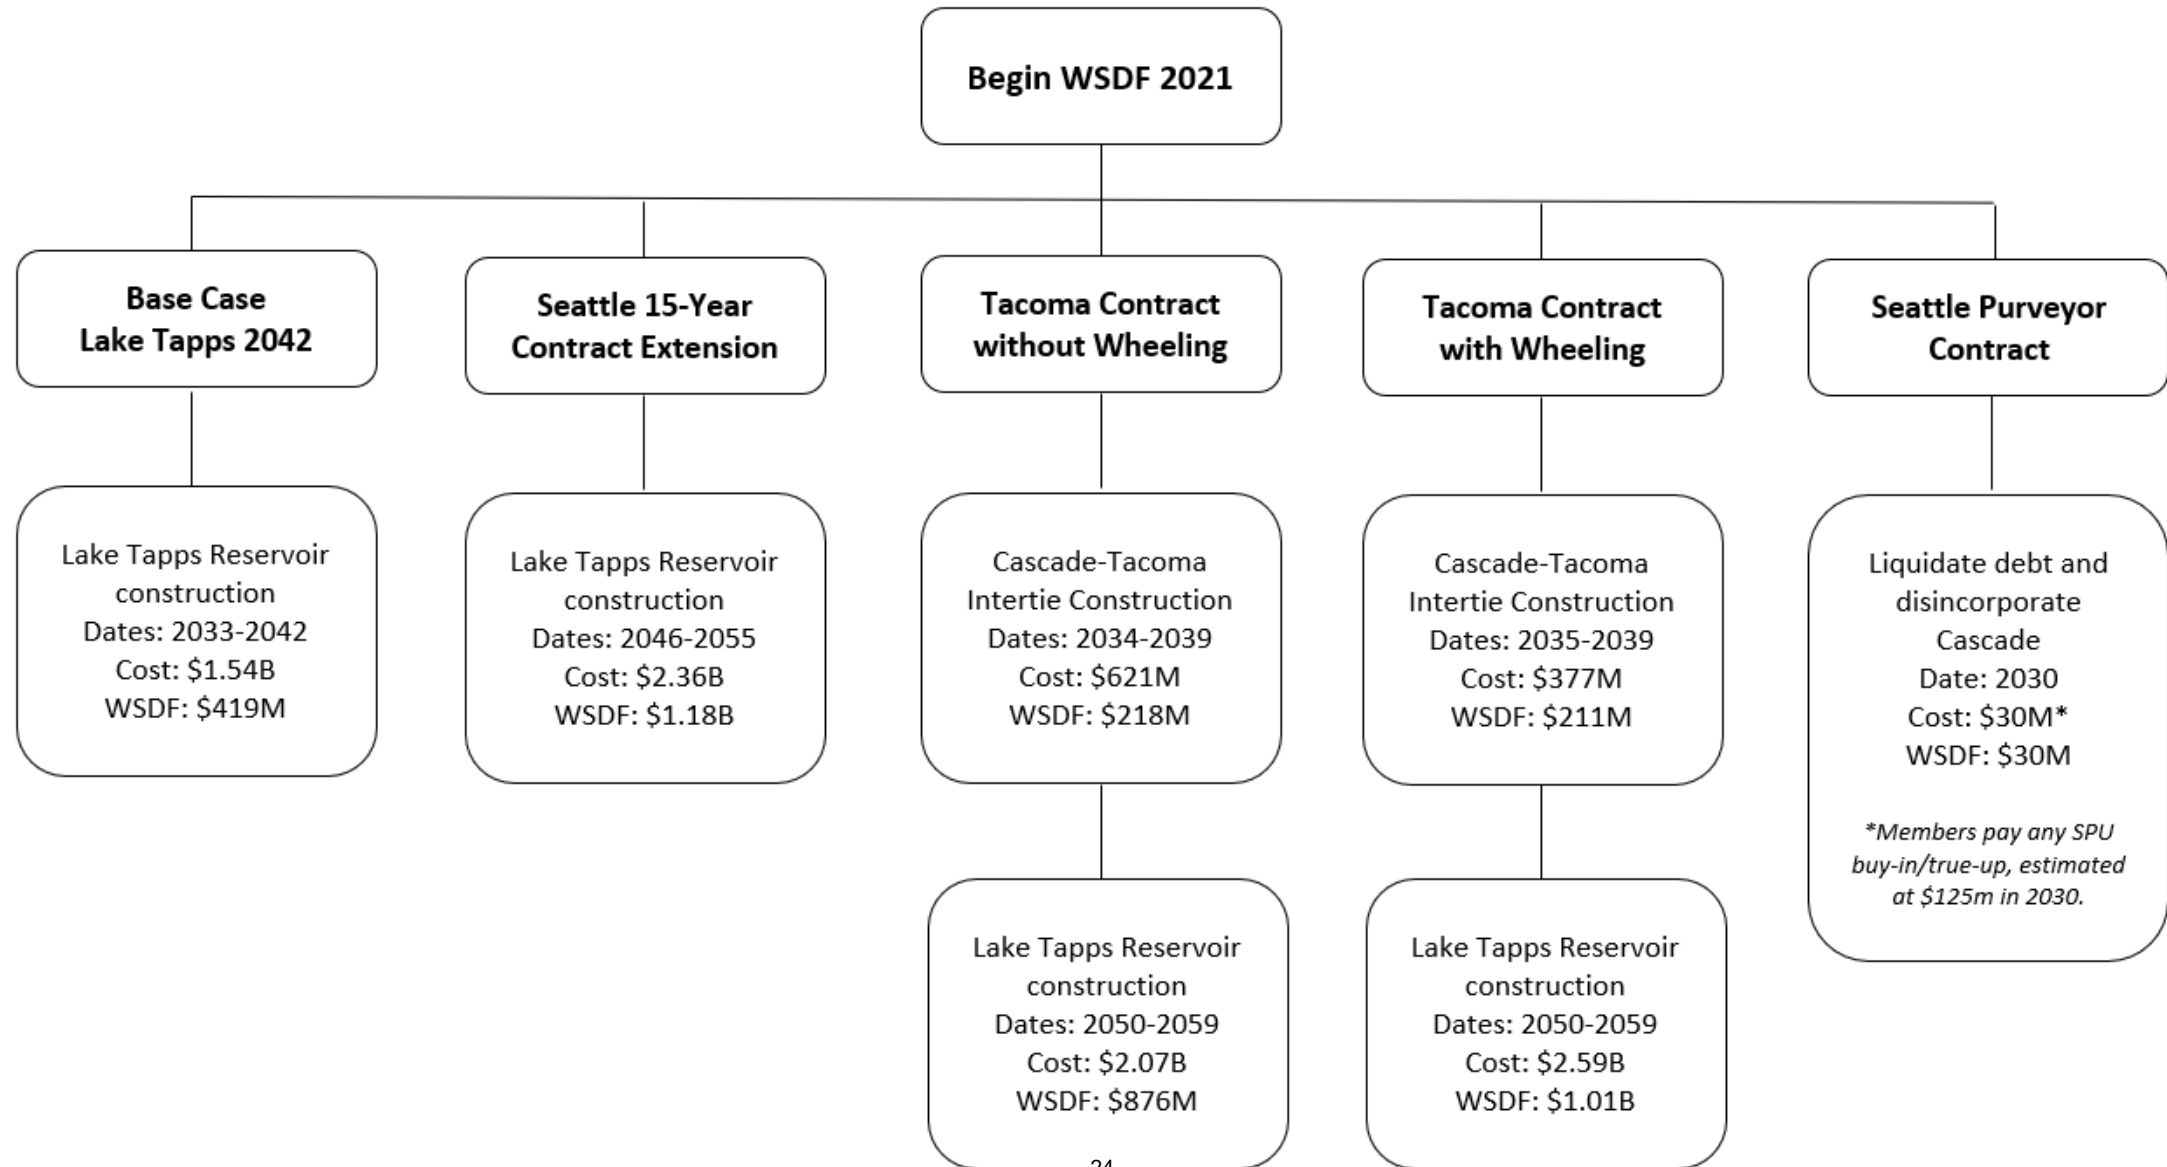 Begin WSDF 2021
Base Case
Lake Tapps 2042
Seattle 15-Year
Contract Extension
Tacoma Contract
without Wheeling
Tacoma Contract
with Wheeling
Seattle Purveyor
Contract
Lake Tapps Reservoir
construction
Dates: 2033-2042
Cost: $1.54B
WSDF: $419M
Lake Tapps Reservoir
construction
Dates: 2046-2055
Cost: $2.36B
WSDF: $1.18B
Cascade-Tacoma
Intertie Construction
Dates: 2034-2039
Cost: $621M
WSDF: $218M
Cascade-Tacoma
Intertie Construction
Dates: 2035-2039
Cost: $377M
WSDF: $211M
Liquidate debt and
disincorporate
Cascade
Date: 2030
Cost: $30M*
WSDF: $30M
*Members pay any SPU
buy-in/true-up, estimated
at $125m in 2030.
Lake Tapps Reservoir
construction
Dates: 2050-2059
Cost: $2.07B
WSDF: $876M
Lake Tapps Reservoir
construction
Dates: 2050-2059
Cost: $2.59B
WSDF: $1.01B